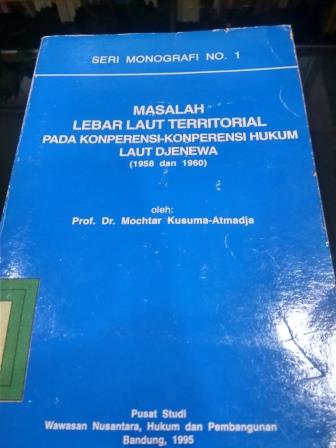 SERI MONOGRAFI NO. 1
MASALAH
LEBAR LAUT TERRITORIAL
PADA KONPERENSI-KONPERENSI HUKUM
LAUT DJENEWA
(1958 dan 1960)
oleh:
Prof. Dr. Mochtar Kusuma-Atmadja
Pusat Studi
Wawasan Nusantara, Hukum dan Pembangunan
Bandung, 1995